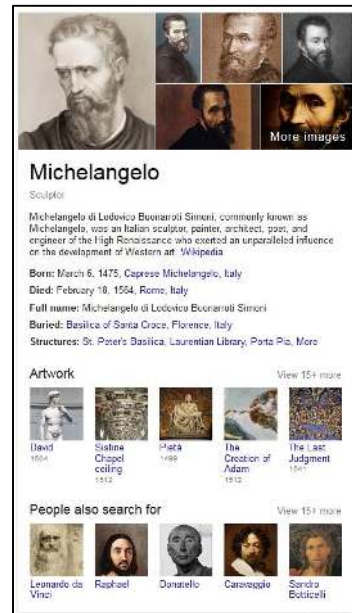 More images
Michelangelo
Sculptor
Michelangelo di Lodovico Buonarroti Simoni, commonly known as
Michelangelo, was an Italian sculptor, painter, architect, poet, and
engineer of the High Renaissance who exerted an unparalleled influence
on the development of Western art. Wikipedia
Born: March 6, 1475, Caprese Michelangelo, Italy
Died: February 18, 1564, Rome, Italy
Full name: Michelangelo di Lodovico Buonarroti Simoni
Buried: Basilica of Santa Croce, Florence, Italy
Structures: St. Peter's Basilica, Laurentian Library, Porta Pia, More
Artwork View 15+ more
David Sistine Pietà The The Last
1504 Chapel 1499 Creation of Judgment
ceiling Adam 1541
1512 1512
People also search for View 15+ more
Leonardo da Raphael Donatello Caravaggio Sandro
Vinci Botticelli